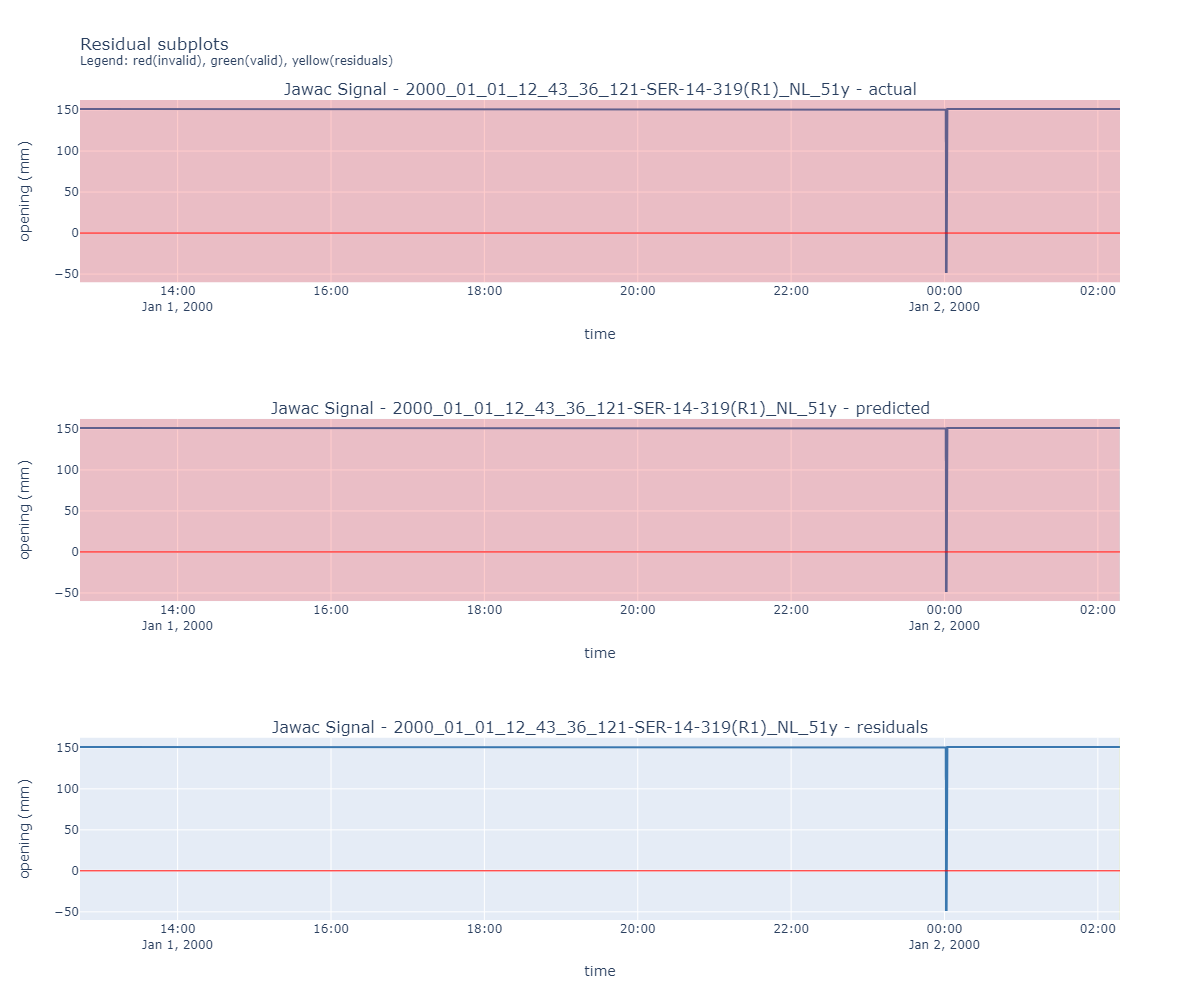 Residual subplots
Legend: red(invalid), green(valid), yellow(residuals)
Jawac Signal - 2000_01_01_12_43_36_121-SER-14-319(R1)_NL_51y - actual
150
100
50
0
−50
opening (mm)
14:00 16:00 18:00 20:00 22:00 00:00 02:00
Jan 1, 2000 Jan 2, 2000
time
Jawac Signal - 2000_01_01_12_43_36_121-SER-14-319(R1)_NL_51y - predicted
150
100
50
0
−50
opening (mm)
14:00 16:00 18:00 20:00 22:00 00:00 02:00
Jan 1, 2000 Jan 2, 2000
time
Jawac Signal - 2000_01_01_12_43_36_121-SER-14-319(R1)_NL_51y - residuals
150
100
50
0
−50
opening (mm)
14:00 16:00 18:00 20:00 22:00 00:00 02:00
Jan 1, 2000 Jan 2, 2000
time